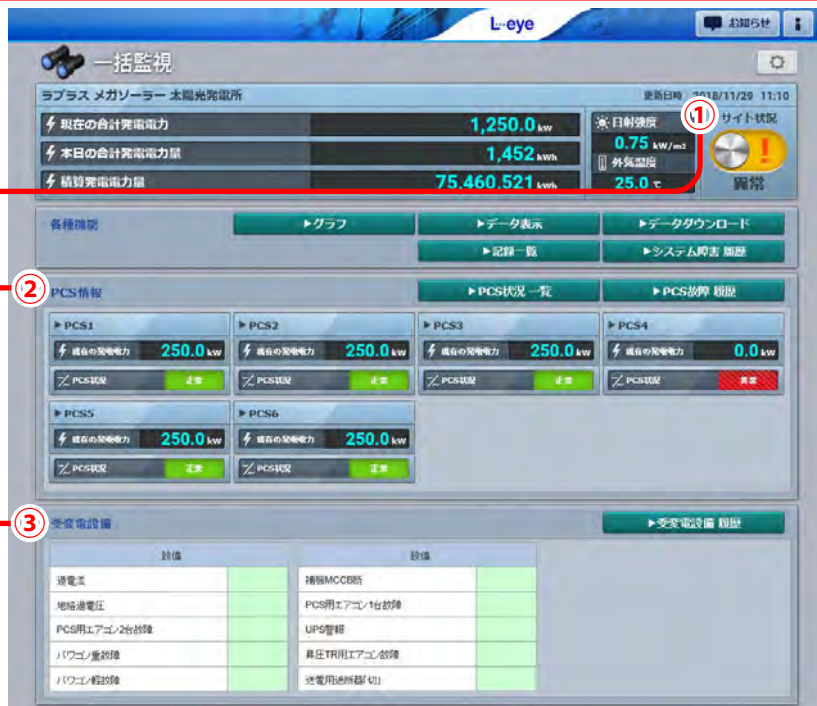 L・eye
お知らせ
i
一括監視
ラプラス メガソーラー 太陽光発電所
更新日時 2018/11/29 11:10
①
現在の合計発電電力 1,250.0 kw
日射強度
サイト状況
本日の合計発電電力量 1,452 kwh
0.75 kW/m2
外気温度
積算発電電力量 75,460,521 kwh
25.0 ℃
異常
各種機能
▶グラフ
▶データ表示
▶データダウンロード
▶記録一覧
▶システム障害 履歴
②
PCS情報
▶PCS状況 一覧
▶PCS故障 履歴
▶PCS1
▶PCS2
▶PCS3
▶PCS4
現在の発電電力 250.0 kw
現在の発電電力 250.0 kw
現在の発電電力 250.0 kw
現在の発電電力 0.0 kw
PCS状況 正常
PCS状況 正常
PCS状況 正常
PCS状況 異常
▶PCS5
▶PCS6
現在の発電電力 250.0 kw
現在の発電電力 250.0 kw
PCS状況 正常
PCS状況 正常
③
受変電設備
▶受変電設備 履歴
設備
設備
過電流
補機MCCB断
地絡過電圧
PCS用エアコン1台故障
PCS用エアコン2台故障
UPS警報
パワコン重故障
昇圧TR用エアコン故障
パワコン軽故障
送電用遮断器「切」